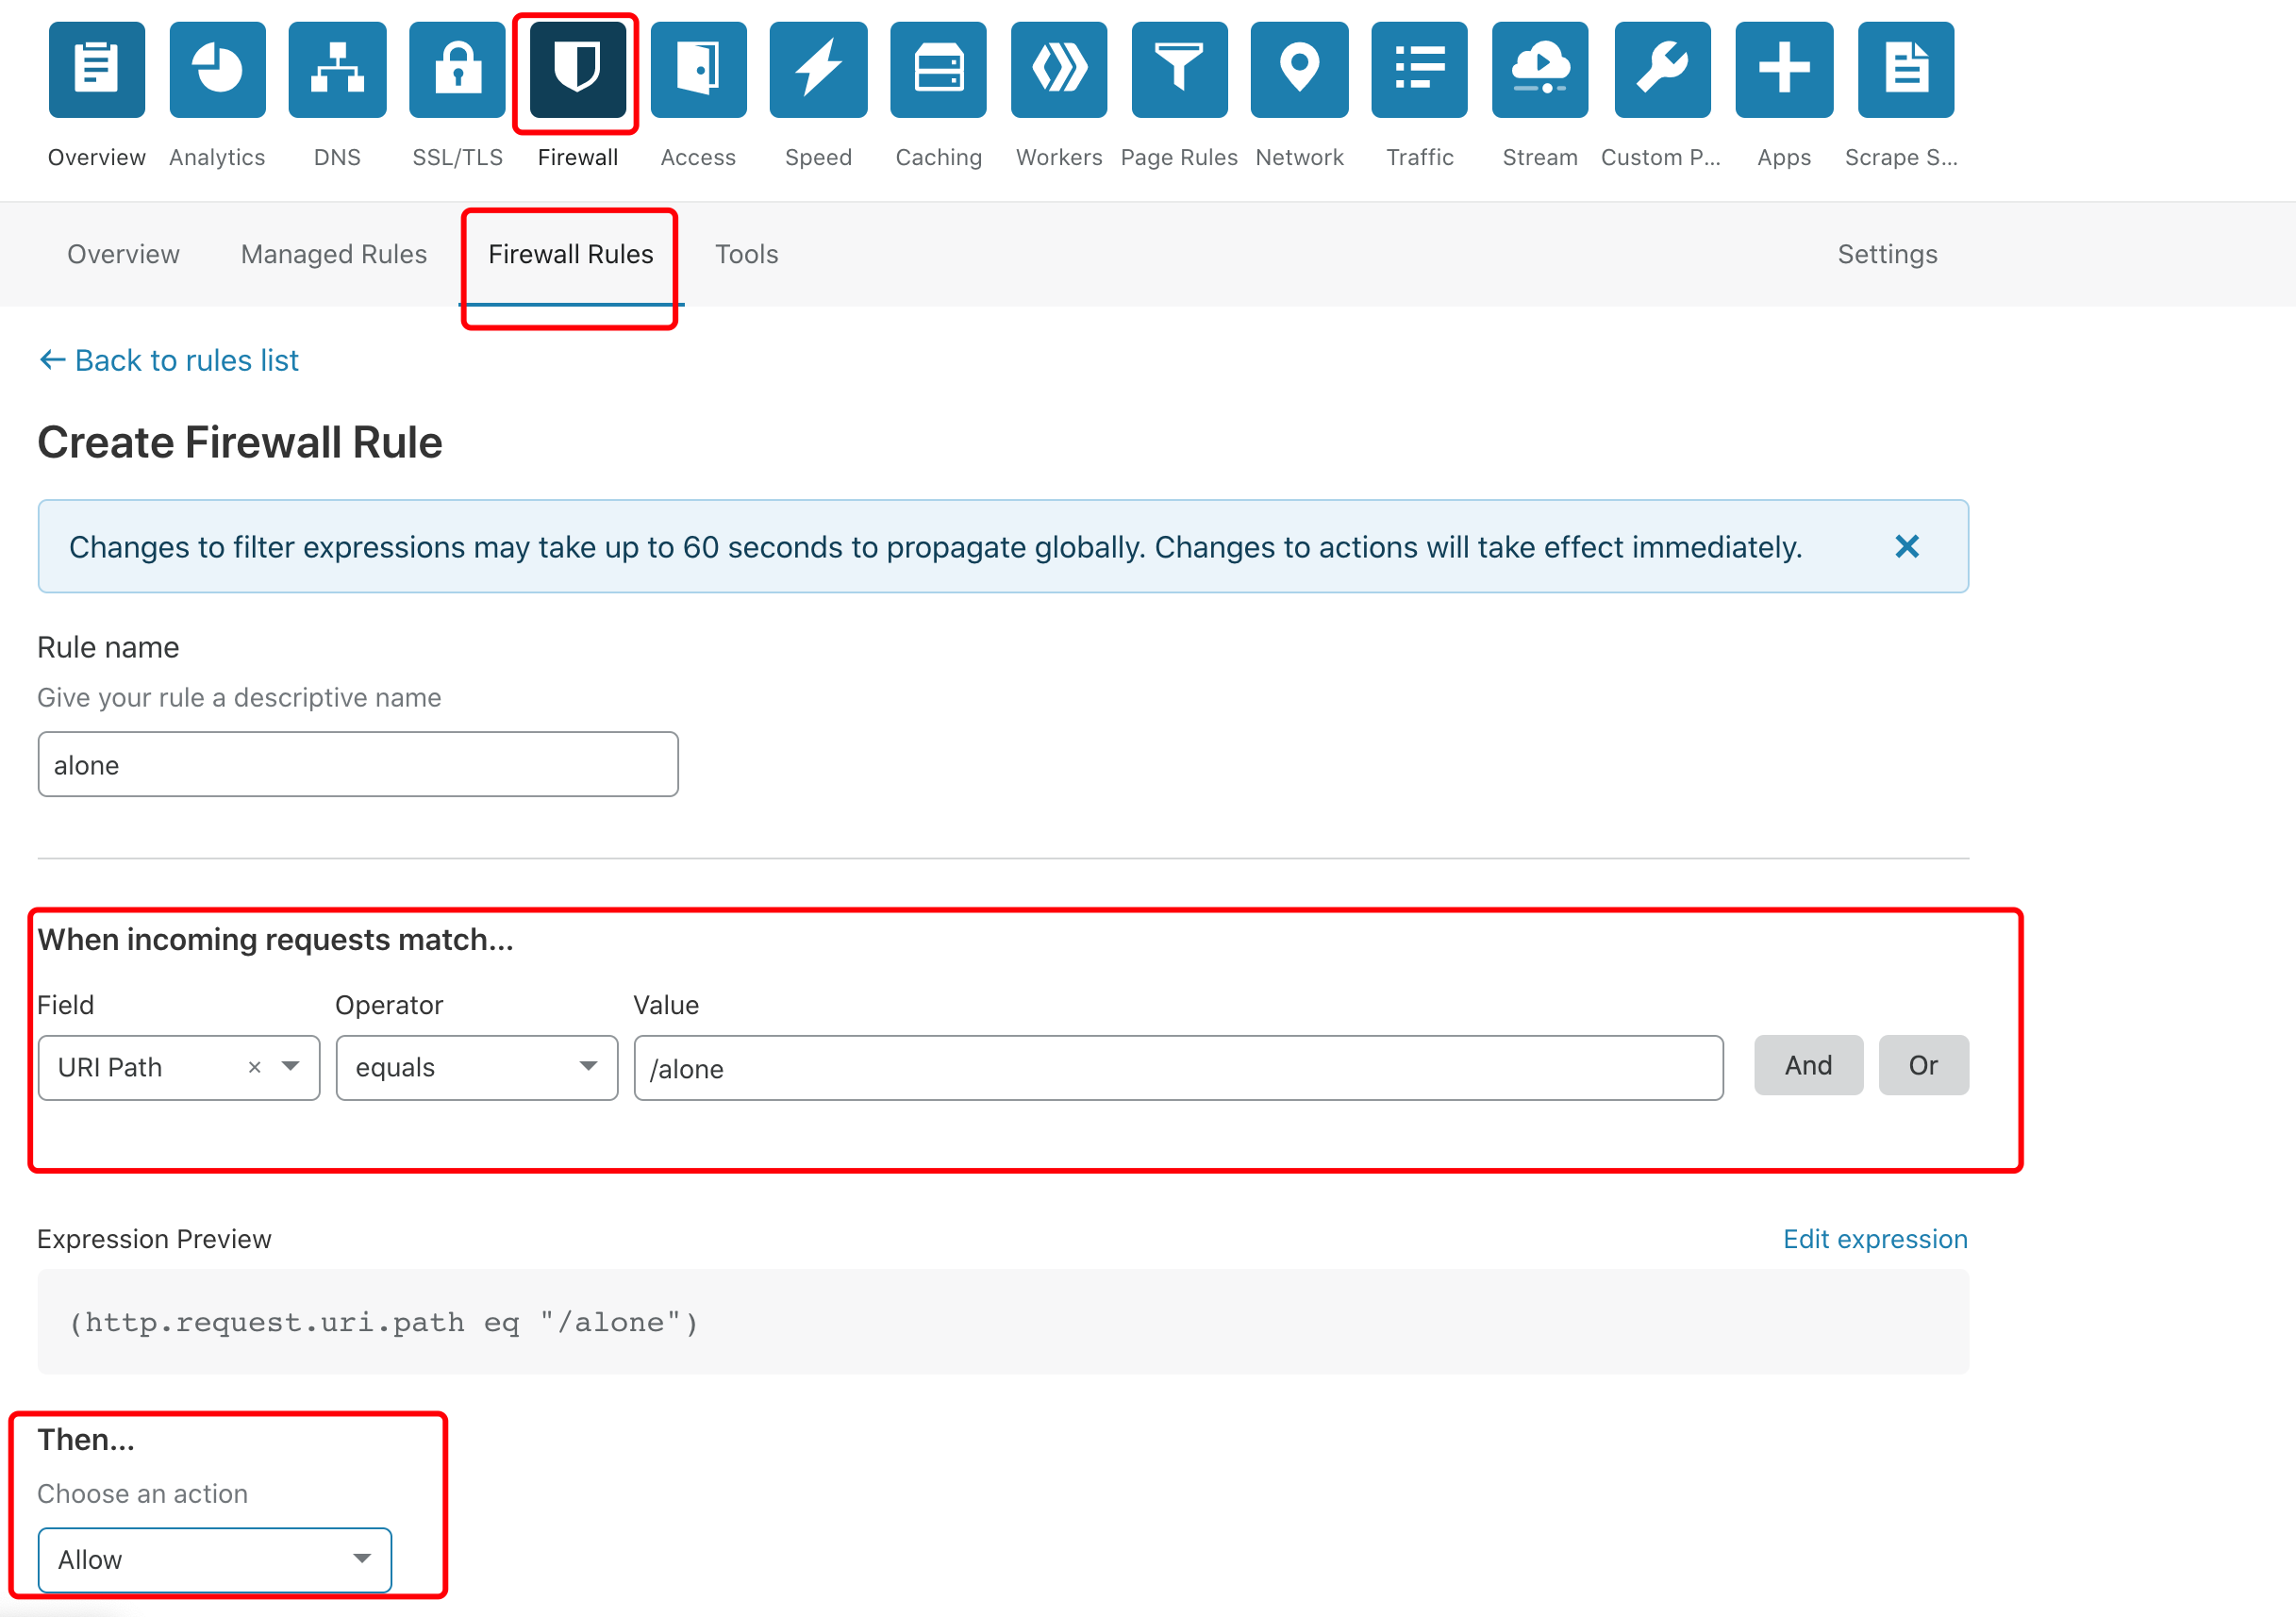 Overview Analytics DNS SSL/TLS Firewall Access Speed Caching Workers Page Rules Network Traffic Stream Custom P... Apps Scrape S...
Overview Managed Rules Firewall Rules Tools Settings
← Back to rules list
Create Firewall Rule
Changes to filter expressions may take up to 60 seconds to propagate globally. Changes to actions will take effect immediately. ×
Rule name
Give your rule a descriptive name
alone
When incoming requests match...
Field Operator Value
URI Path × equals /alone And Or
Expression Preview Edit expression
(http.request.uri.path eq "/alone")
Then...
Choose an action
Allow